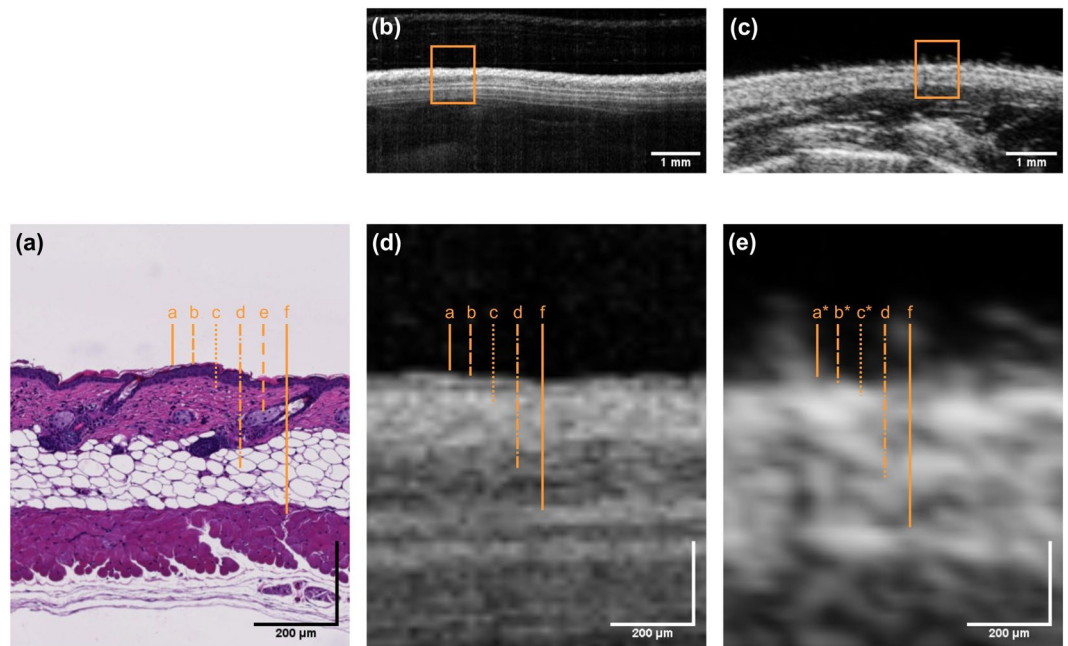 (b)
(c)
1 mm
1 mm
(a)
(d)
(e)
a b c d e f
a b c d f
a* b* c* d f
200 µm
200 µm
200 µm